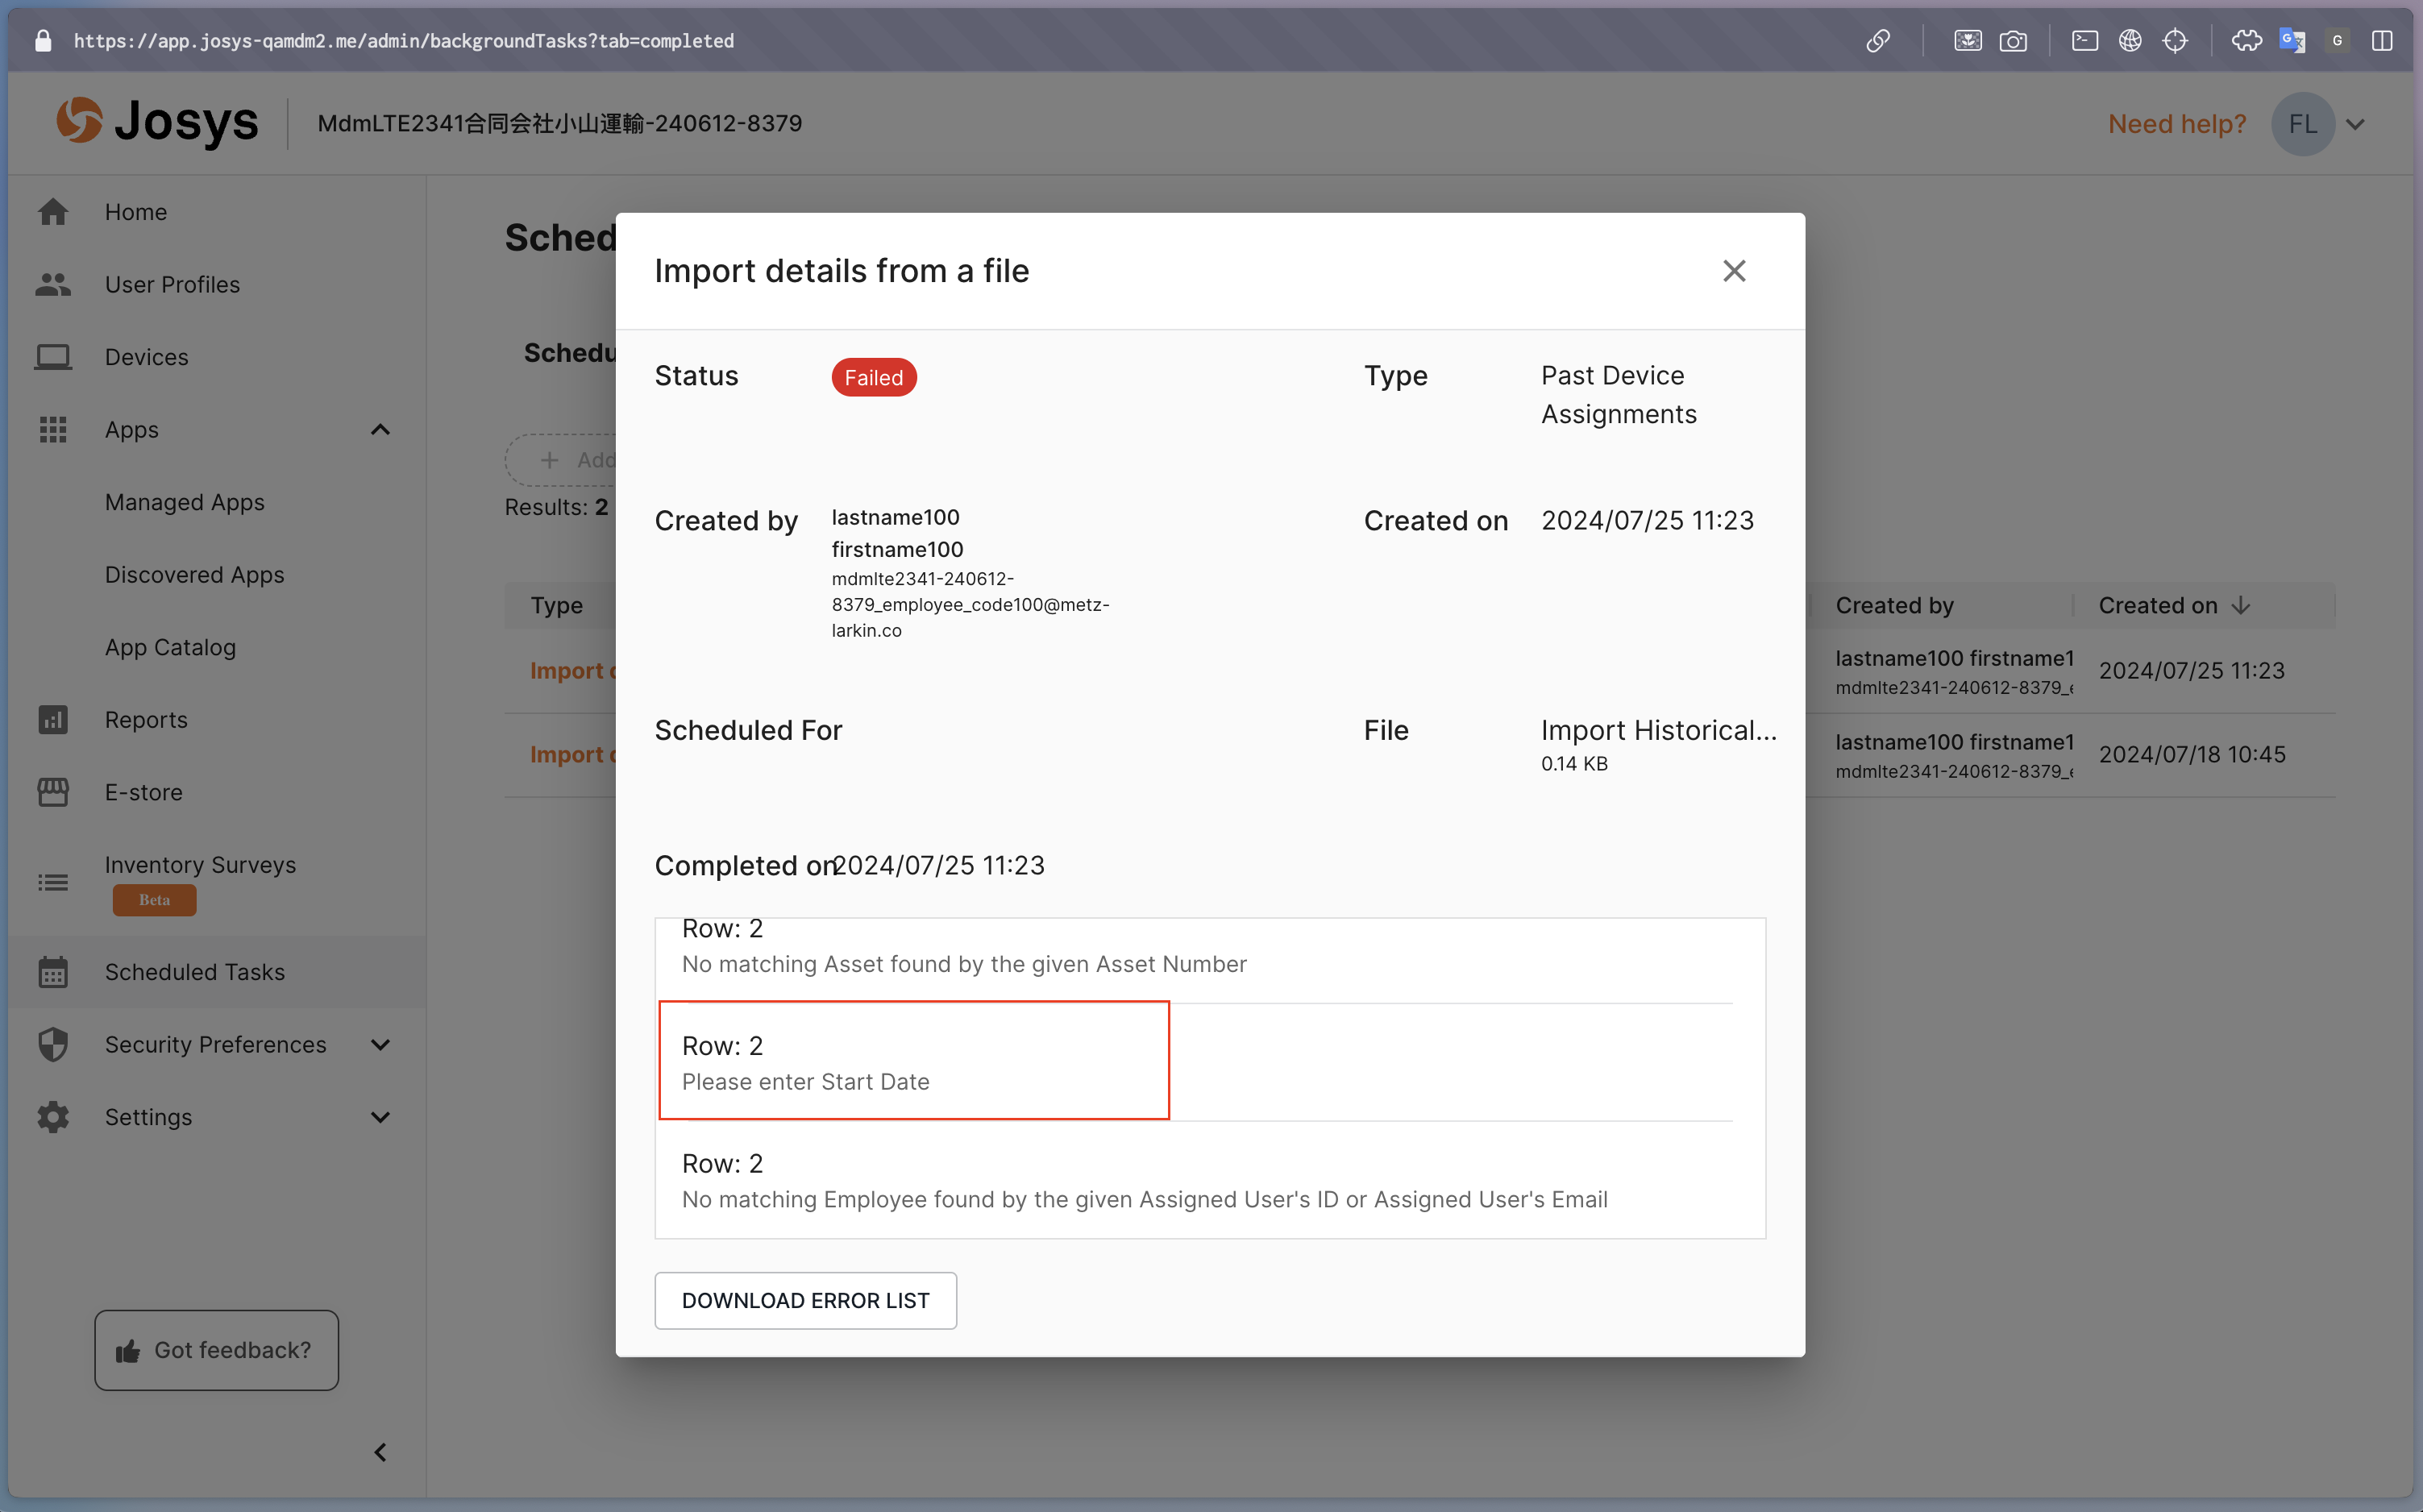 https://app.josys-qamdm2.me/admin/backgroundTasks?tab=completed
G
Josys
MdmLTE2341合同会社小山運輸-240612-8379
Need help?
FL
Home
User Profiles
Devices
Apps
Managed Apps
Discovered Apps
App Catalog
Reports
E-store
Inventory Surveys
Beta
Scheduled Tasks
Security Preferences
Settings
Got feedback?
Sched
Schedu
Add
Results: 2
Type
Created by
Created on
Import
lastname100 firstname1
2024/07/25 11:23
mdmlte2341-240612-8379_
Import
lastname100 firstname1
2024/07/18 10:45
mdmlte2341-240612-8379_
Import details from a file
Status
Failed
Type
Past Device
Assignments
Created by
lastname100
firstname100
mdmlte2341-240612-
8379_employee_code100@metz-
larkin.co
Created on
2024/07/25 11:23
Scheduled For
File
Import Historical...
0.14 KB
Completed on
2024/07/25 11:23
Row: 2
No matching Asset found by the given Asset Number
Row: 2
Please enter Start Date
Row: 2
No matching Employee found by the given Assigned User's ID or Assigned User's Email
DOWNLOAD ERROR LIST